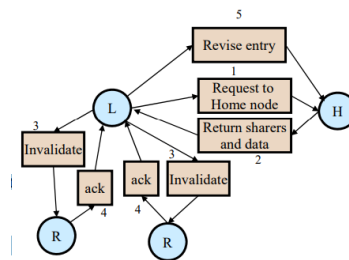 5
Revise entry
1
Request to
Home node
L
H
Return sharers
and data
2
3
Invalidate
3
ack
ack
Invalidate
4
4
R
R